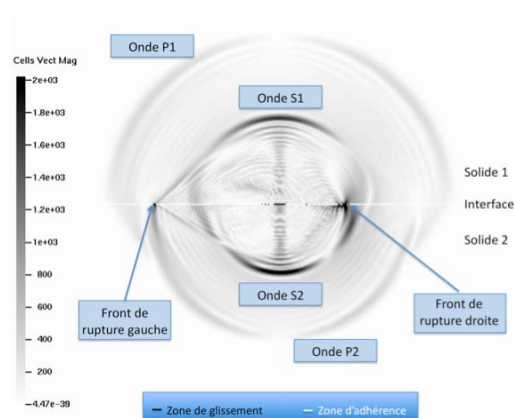 Onde P1
Cells Vect Mag
2e+03
1.8e+03
1.6e+03
1.4e+03
1.2e+03
1e+03
800
600
400
200
4.47e-39
Onde S1
Solide 1
Interface
Solide 2
Front de
rupture gauche
Onde S2
Front de
rupture droite
Onde P2
Zone de glissement
Zone d'adhérence